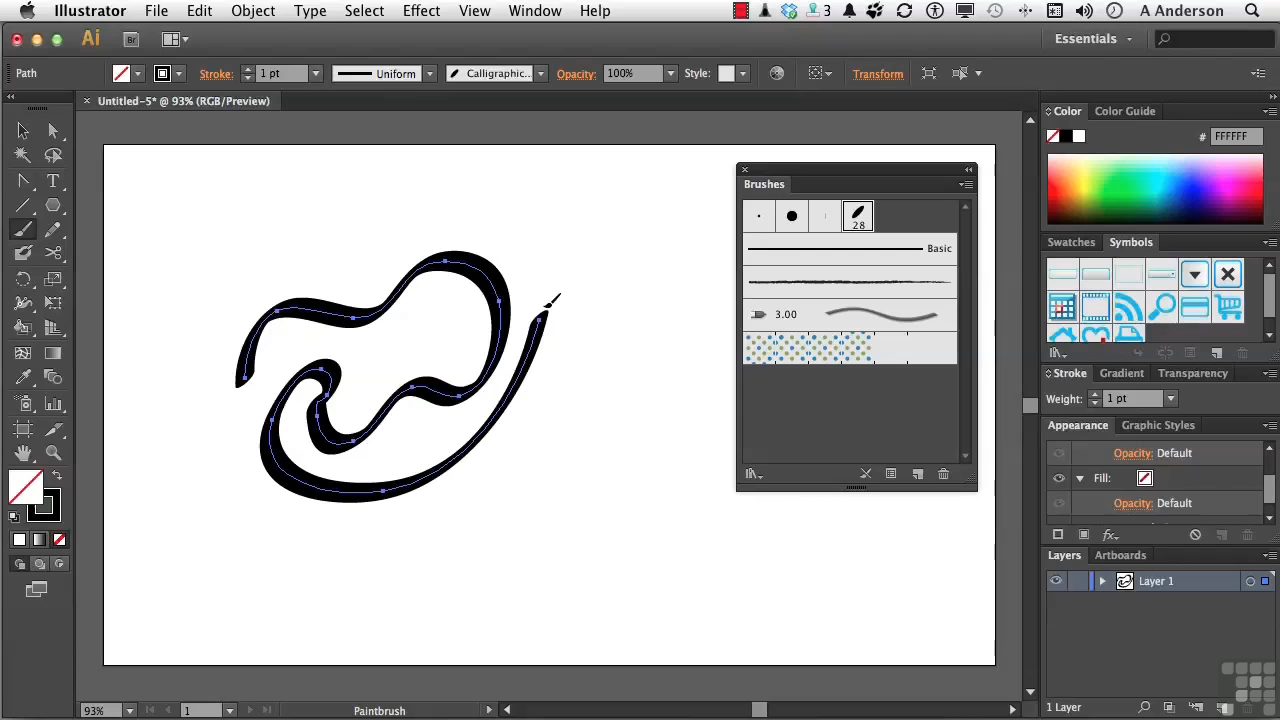 Illustrator File Edit Object Type Select Effect View Window Help 3 A Anderson
Ai Br Essentials
Path Stroke: 1 pt Uniform Calligraphic... Opacity: 100% Style: Transform
Untitled-5* @ 93% (RGB/Preview)
Color Color Guide
# FFFFFF
Brushes
28
Basic
3.00
Swatches Symbols
Stroke Gradient Transparency
Weight: 1 pt
Appearance Graphic Styles
Opacity: Default
Fill:
Opacity: Default
fx
Layers Artboards
Layer 1
1 Layer
93% 1 Paintbrush